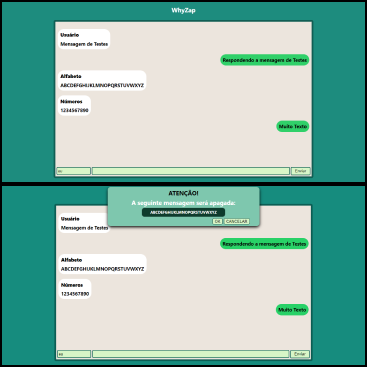 WhyZap
Usuário
Mensagem de Testes
Respondendo a mensagem de Testes
Alfabeto
ABCDEFGHIJKLMNOPQRSTUVWXYZ
Números
1234567890
Muito Texto
eu
Enviar
ATENÇÃO!
A seguinte mensagem será apagada:
ABCDEFGHIJKLMNOPQRSTUVWXYZ
OK CANCELAR
Usuário
Mensagem de Testes
Respondendo a mensagem de Testes
Alfabeto
ABCDEFGHIJKLMNOPQRSTUVWXYZ
Números
1234567890
Muito Texto
eu
Enviar